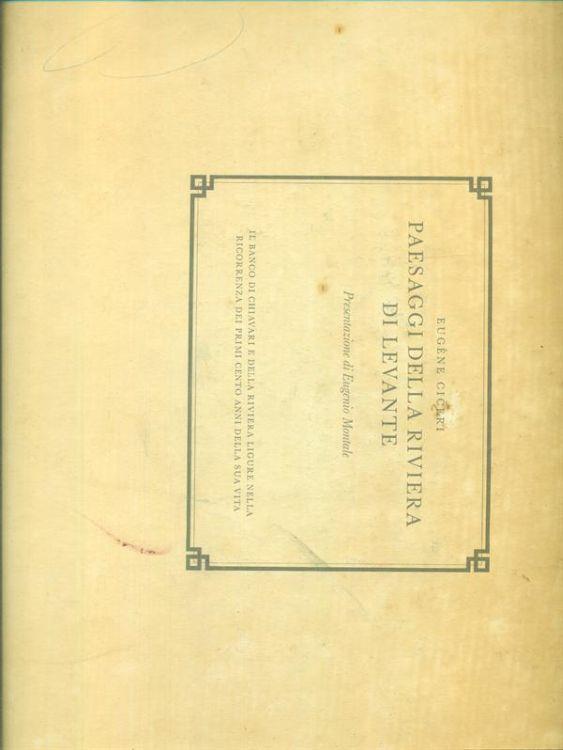 EUGÈNE CICÉRI
PAESAGGI DELLA RIVIERA
DI LEVANTE
Presentazione di Eugenio Montale
IL BANCO DI CHIAVARI E DELLA RIVIERA LIGURE NELLA
RICORRENZA DEI PRIMI CENTO ANNI DELLA SUA VITA